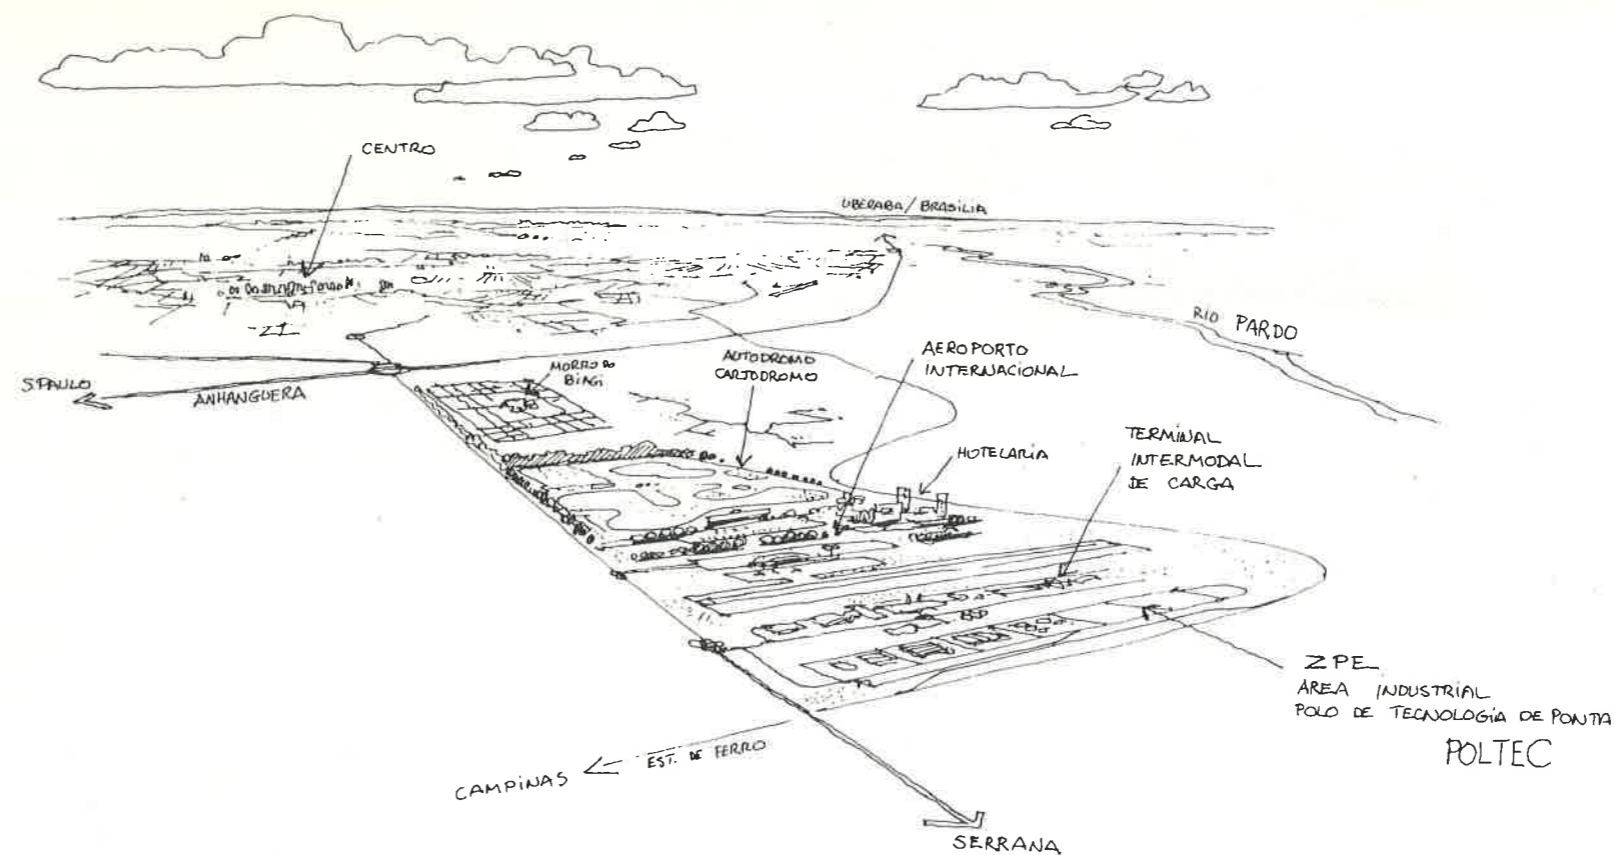 CENTRO
UBERABA/BRASILIA
RIO PARDO
ZI
S.PAULO
ANHANGUERA
MORRO DO
BIAGI
AUTODROMO
CARTODROMO
AEROPORTO
INTERNACIONAL
HOTELARIA
TERMINAL
INTERMODAL
DE CARGA
ZPE
AREA INDUSTRIAL
POLO DE TECNOLOGIA DE PONTA
POLTEC
EST. DE FERRO
CAMPINAS
SERRANA